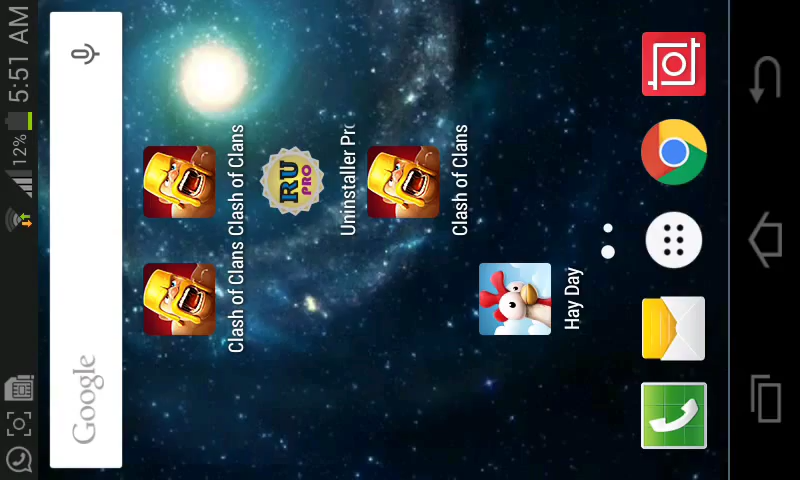 12% 5:51 AM
Google
Clash of Clans
Clash of Clans
RU
PRO
Uninstaller Pro
Clash of Clans
Hay Day